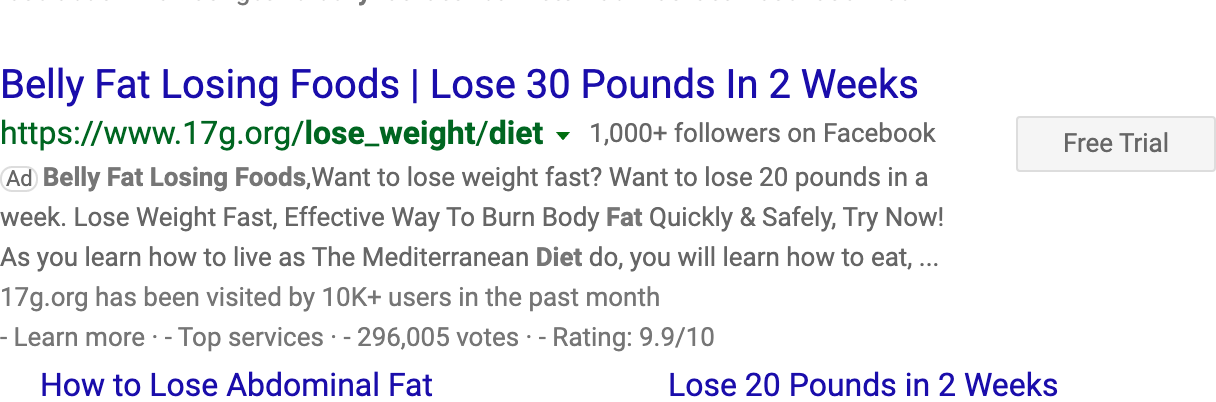 Belly Fat Losing Foods | Lose 30 Pounds In 2 Weeks
https://www.17g.org/lose_weight/diet 1,000+ followers on Facebook
Free Trial
Ad Belly Fat Losing Foods,Want to lose weight fast? Want to lose 20 pounds in a
week. Lose Weight Fast, Effective Way To Burn Body Fat Quickly & Safely, Try Now!
As you learn how to live as The Mediterranean Diet do, you will learn how to eat, ...
17g.org has been visited by 10K+ users in the past month
- Learn more · - Top services · - 296,005 votes · - Rating: 9.9/10
How to Lose Abdominal Fat
Lose 20 Pounds in 2 Weeks